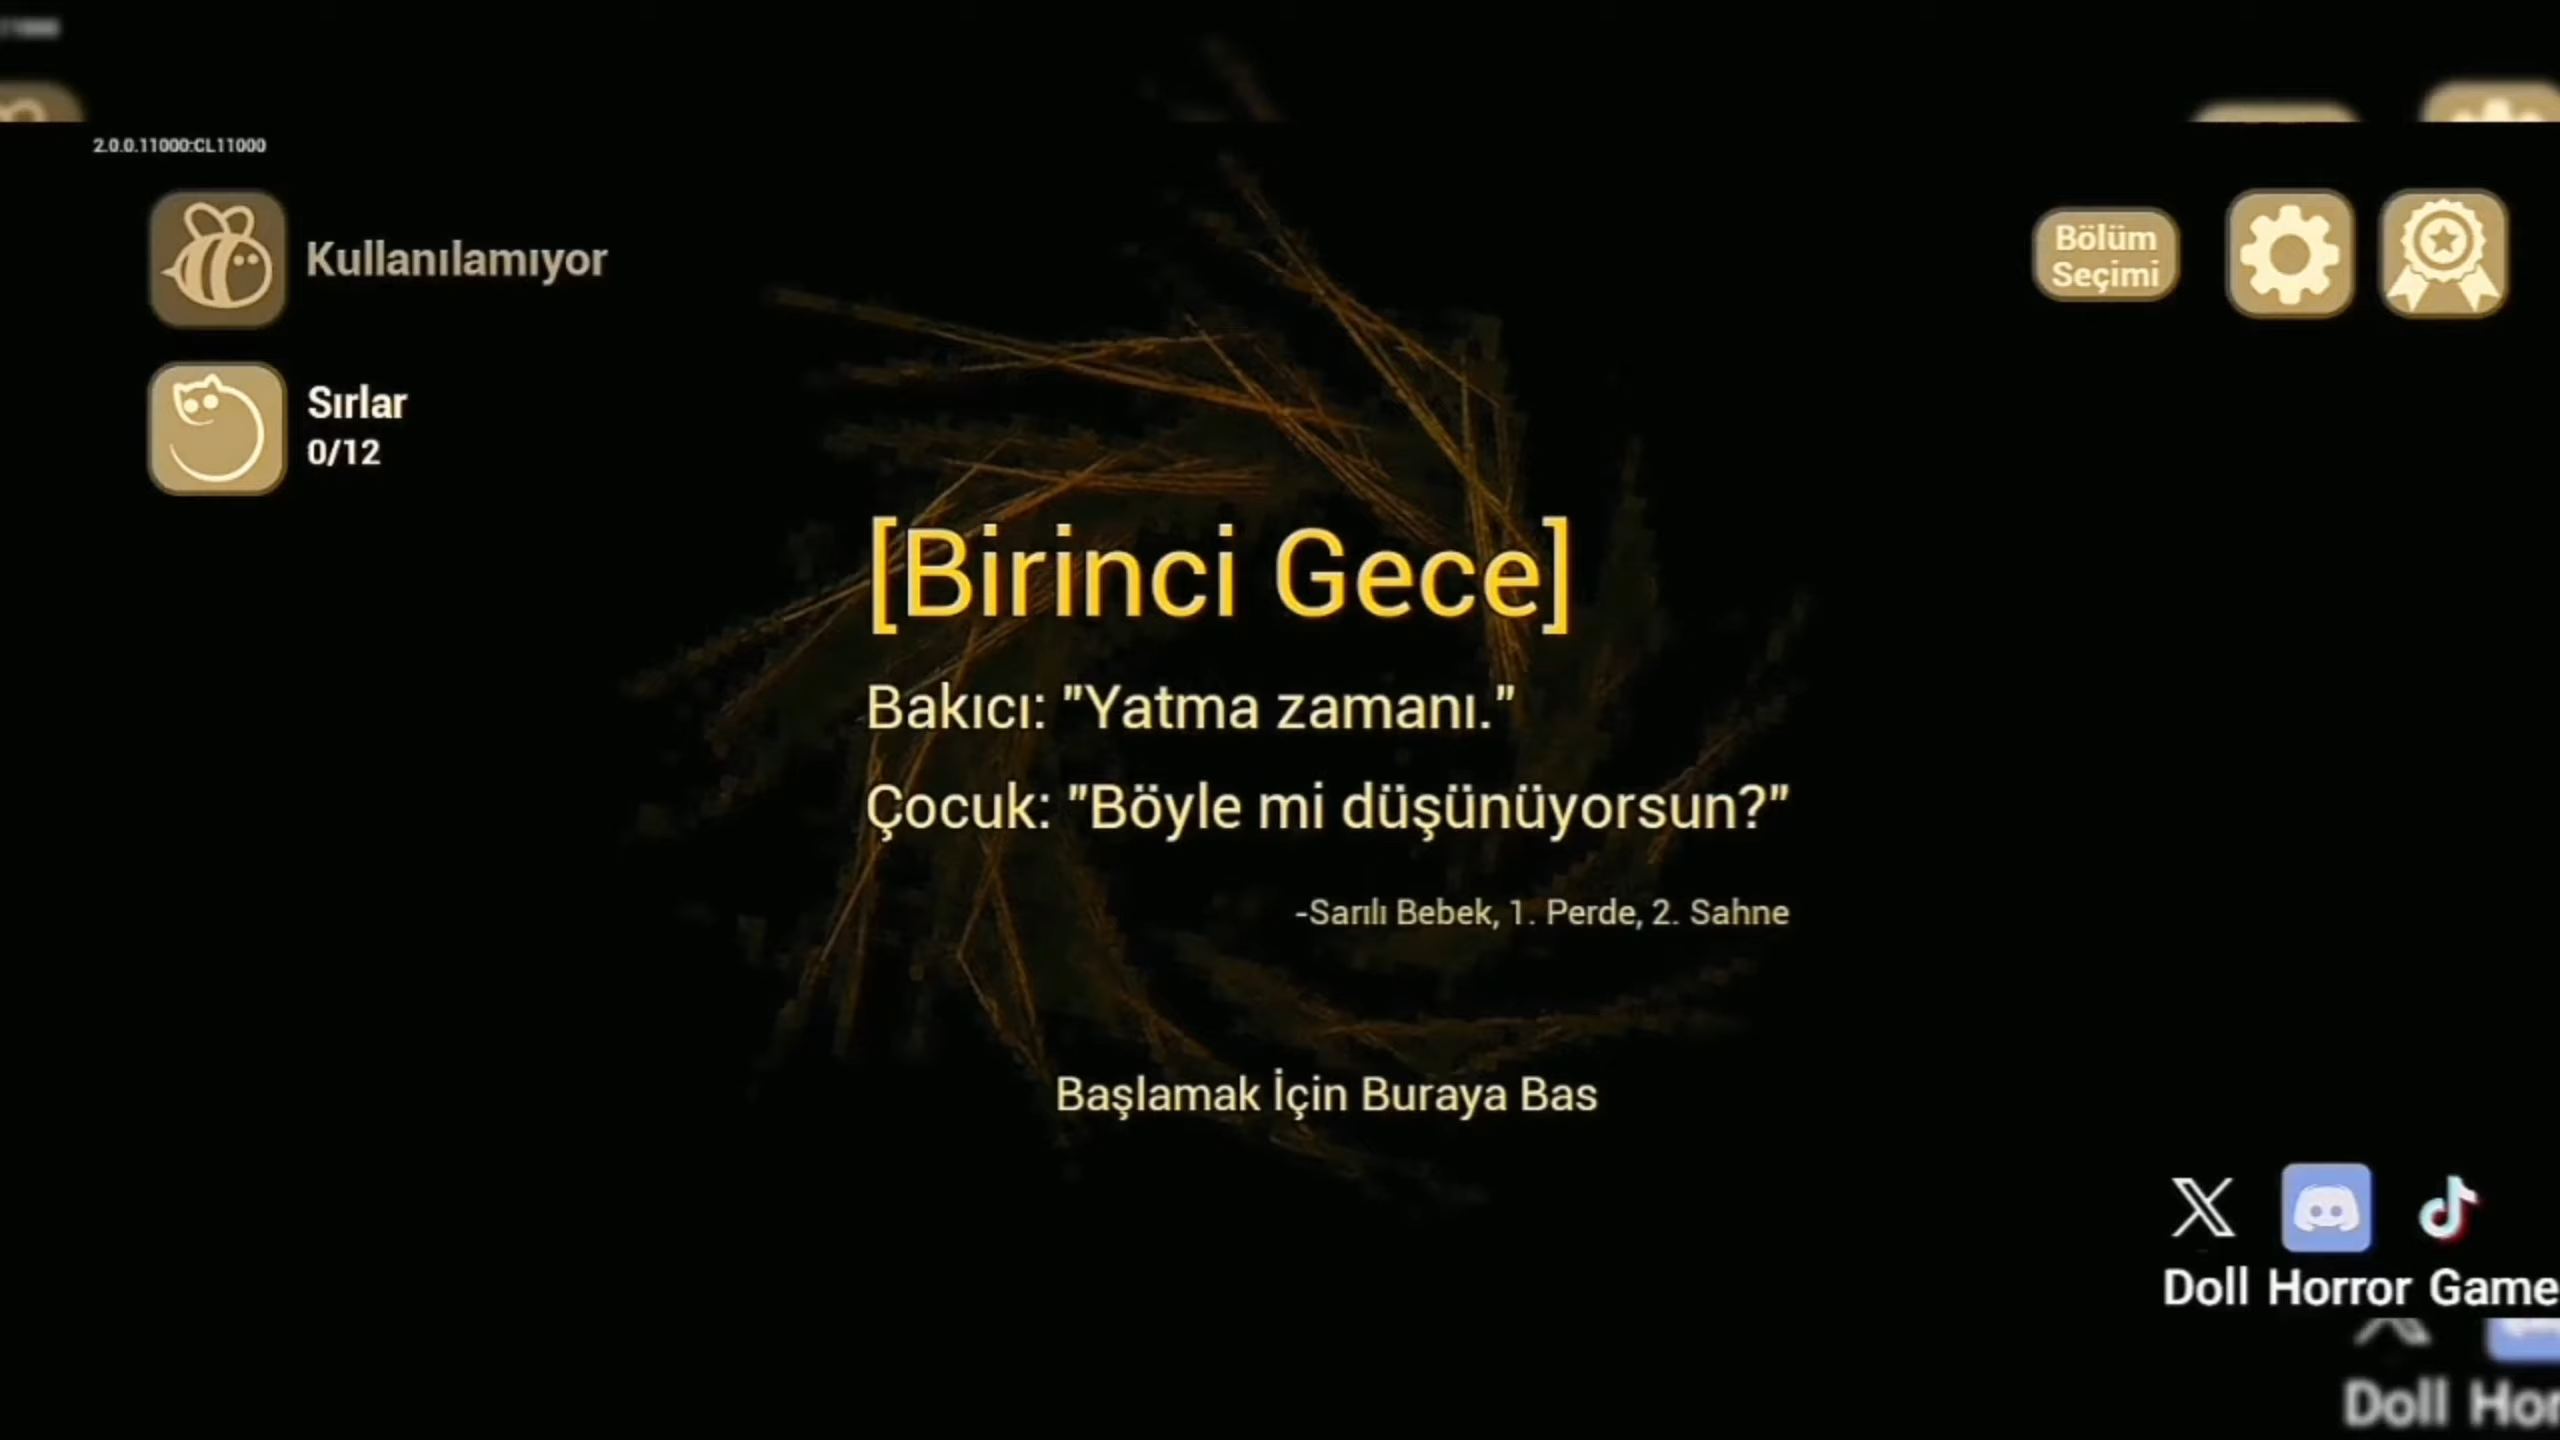 2.0.0.11000:CL11000
Kullanılamıyor
Bölüm
Seçimi
Sırlar
0/12
[Birinci Gece]
Bakıcı: "Yatma zamanı."
Çocuk: "Böyle mi düşünüyorsun?"
-Sarılı Bebek, 1. Perde, 2. Sahne
Başlamak İçin Buraya Bas
Doll Horror Game
Doll Hor